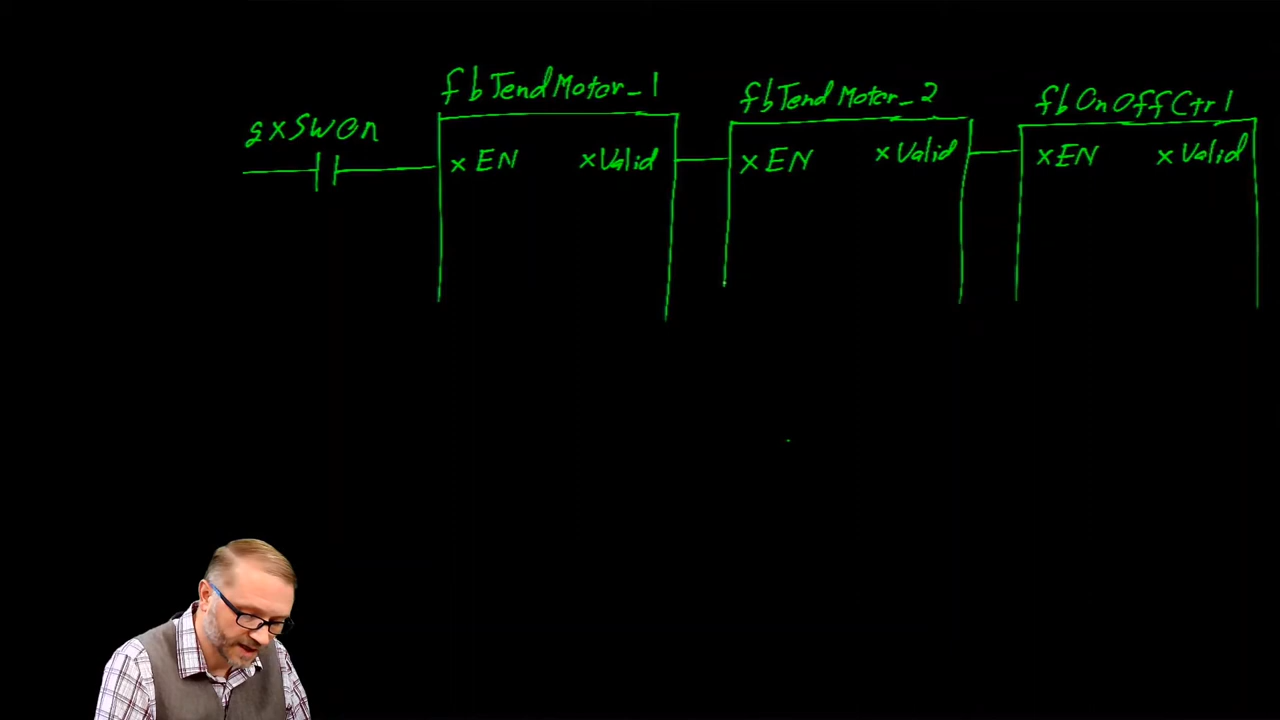 fbTendMotor_1
fbTendMotor_2
fbOnOffCtrl
gxSWOn
xEN
xValid
xEN
xValid
xEN
xValid